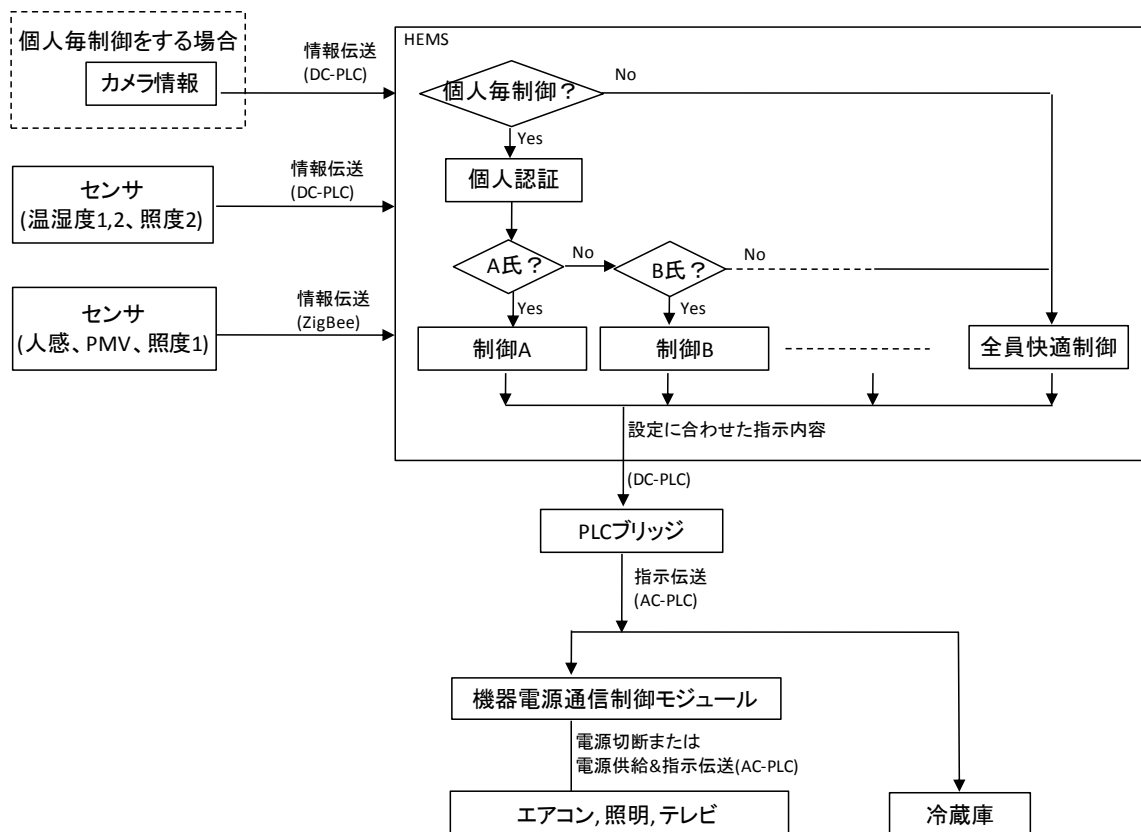 個人毎制御をする場合
カメラ情報
情報伝送
(DC-PLC)
HEMS
個人毎制御？
No
Yes
個人認証
センサ
(温湿度1,2、照度2)
情報伝送
(DC-PLC)
A氏？
No
B氏？
No
Yes
Yes
センサ
(人感、PMV、照度1)
情報伝送
(ZigBee)
制御A
制御B
全員快適制御
設定に合わせた指示内容
(DC-PLC)
PLCブリッジ
指示伝送
(AC-PLC)
機器電源通信制御モジュール
電源切断または
電源供給&指示伝送(AC-PLC)
エアコン, 照明, テレビ
冷蔵庫